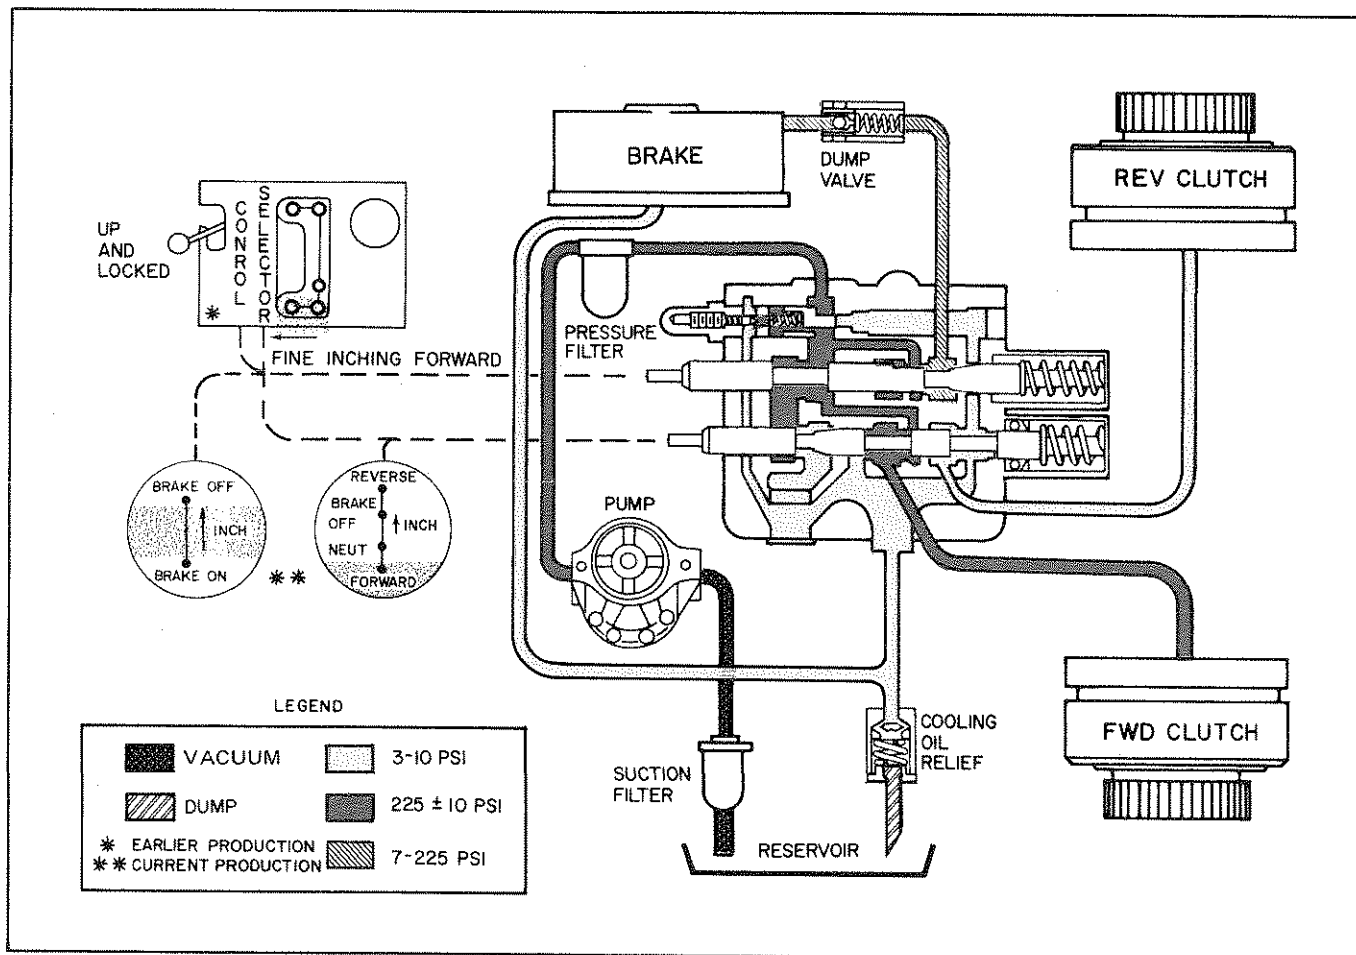 BRAKE
DUMP
VALVE
REV CLUTCH
UP
AND
LOCKED
CONROL
SELECTOR
*
FINE INCHING FORWARD
PRESSURE
FILTER
BRAKE OFF
INCH
BRAKE ON
**
REVERSE
BRAKE
OFF
INCH
NEUT
FORWARD
PUMP
LEGEND
VACUUM
3-10 PSI
DUMP
225 ± 10 PSI
* EARLIER PRODUCTION
** CURRENT PRODUCTION
7-225 PSI
SUCTION
FILTER
COOLING
OIL
RELIEF
RESERVOIR
FWD CLUTCH